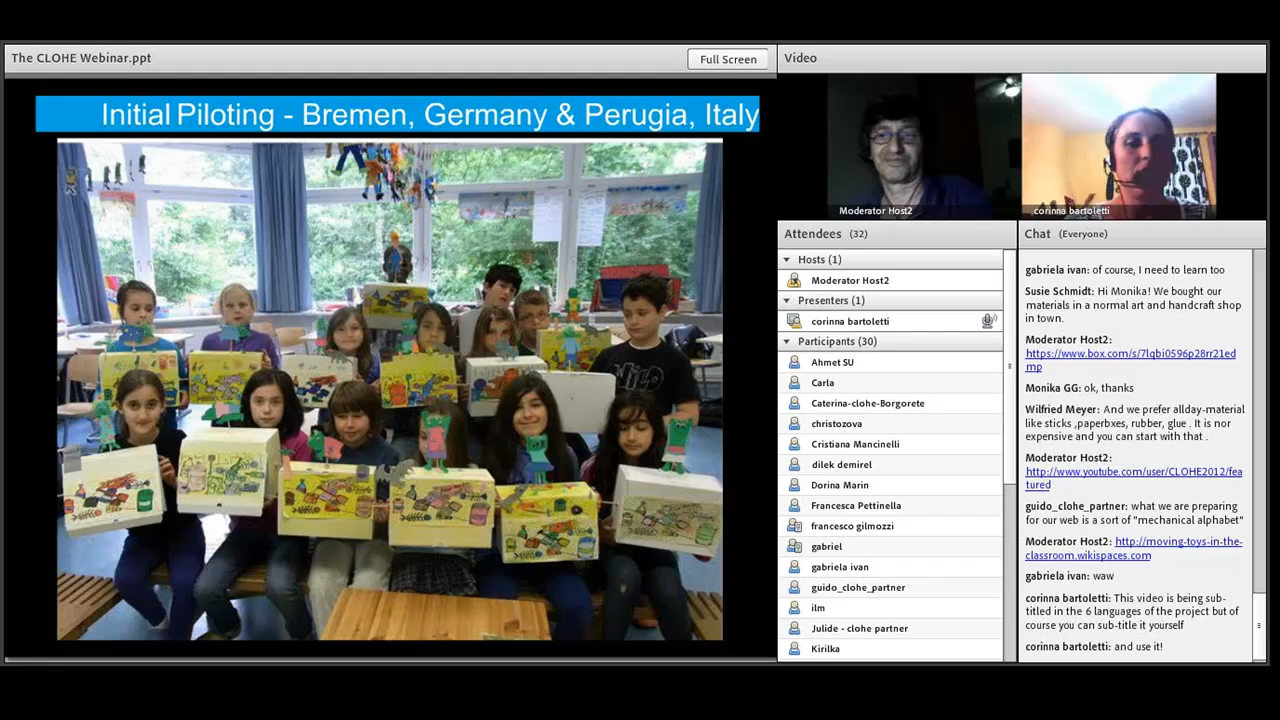 The CLOHE Webinar.ppt
Full Screen
Initial Piloting - Bremen, Germany & Perugia, Italy
WILD
Video
Moderator Host2
corinna bartoletti
Attendees (32)
Hosts (1)
Moderator Host2
Presenters (1)
corinna bartoletti
Participants (30)
Ahmet SU
Carla
Caterina-clohe-Borgorete
christozova
Cristiana Mancinelli
dilek demirel
Dorina Marin
Francesca Pettinella
francesco gilmozzi
gabriel
gabriela ivan
guido_clohe_partner
ilm
Julide - clohe partner
Kirilka
Chat (Everyone)
gabriela ivan: of course, I need to learn too
Susie Schmidt: Hi Monika! We bought our
materials in a normal art and handcraft shop
in town.
Moderator Host2:
https://www.box.com/s/7lqbi0596p28rr21ed
mp
Monika GG: ok, thanks
Wilfried Meyer: And we prefer allday-material
like sticks ,paperbxes, rubber, glue . It is nor
expensive and you can start with that .
Moderator Host2:
http://www.youtube.com/user/CLOHE2012/fea
tured
guido_clohe_partner: what we are preparing
for our web is a sort of "mechanical alphabet"
Moderator Host2: http://moving-toys-in-the-
classroom.wikispaces.com
gabriela ivan: waw
corinna bartoletti: This video is being sub-
titled in the 6 languages of the project but of
course you can sub-title it yourself
corinna bartoletti: and use it!